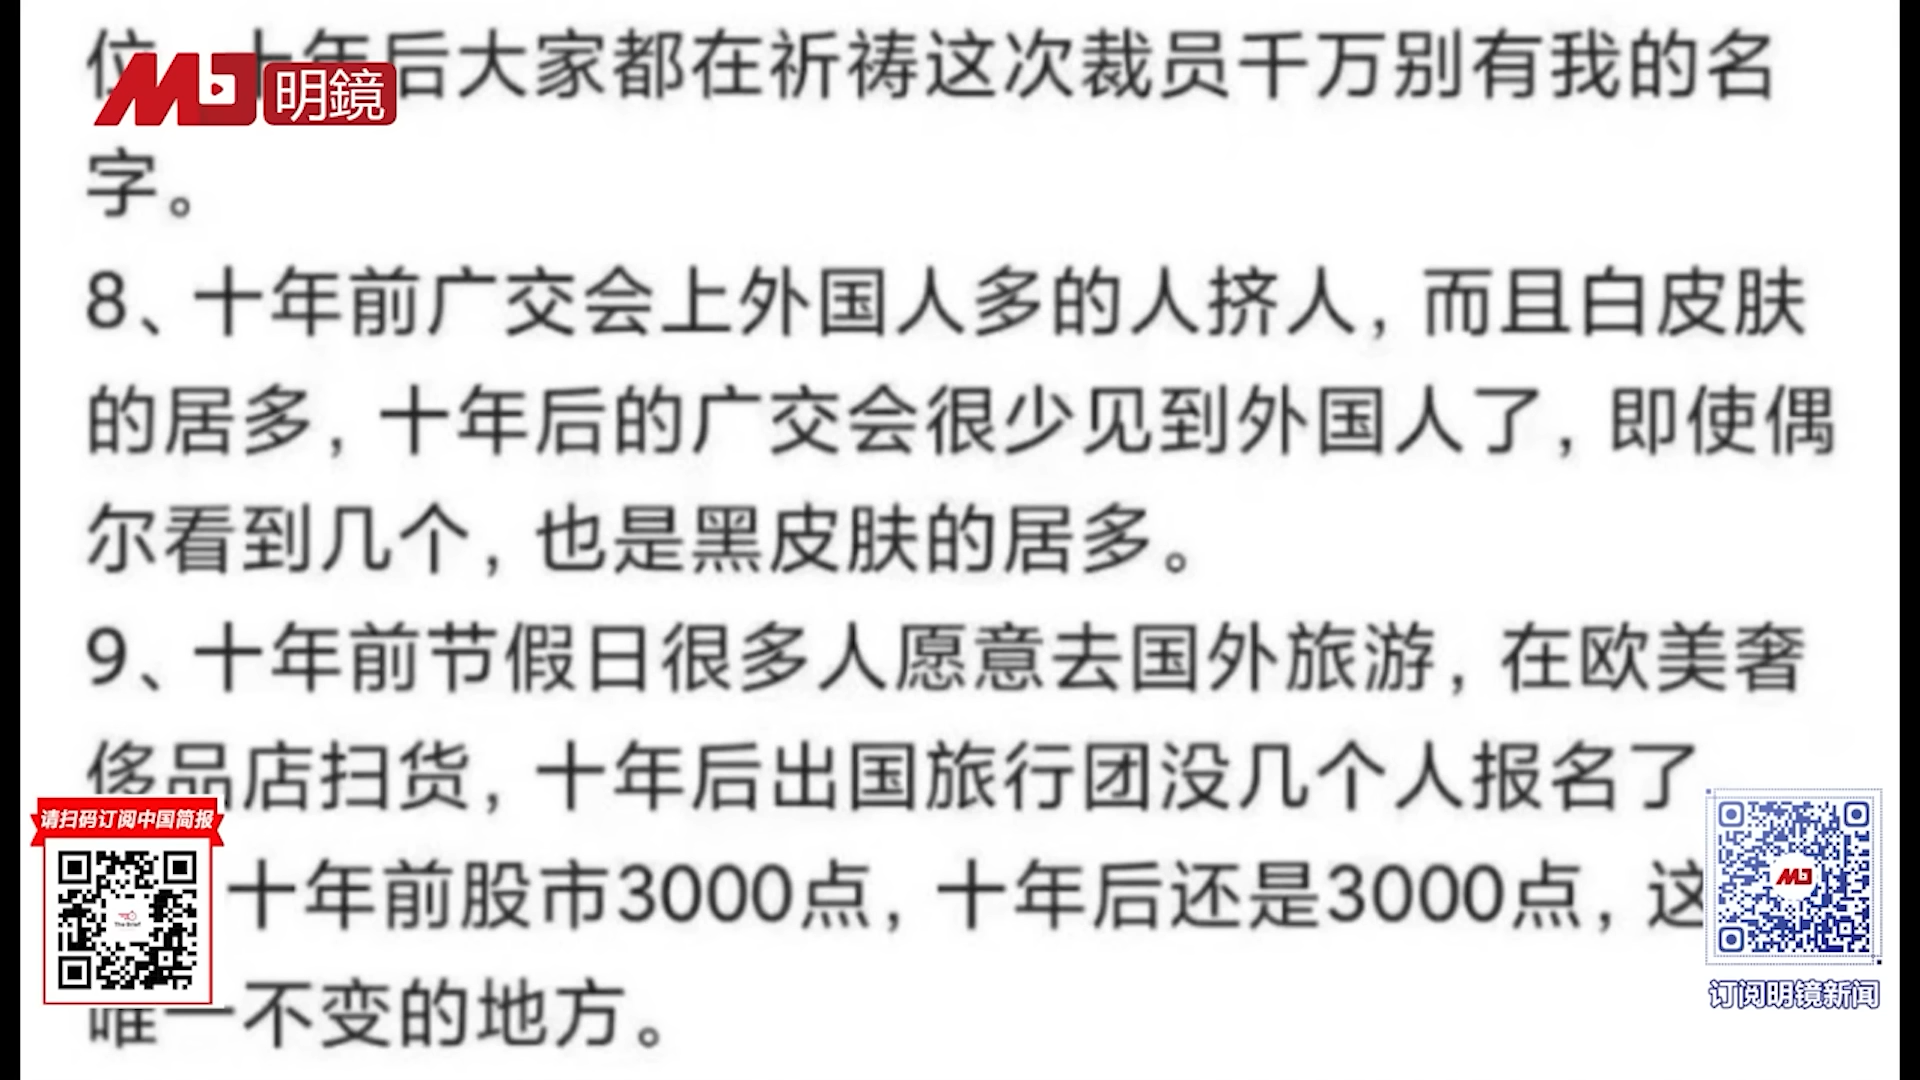 位 十年后大家都在祈祷这次裁员千万别有我的名
明鏡
字。
8、十年前广交会上外国人多的人挤人，而且白皮肤
的居多，十年后的广交会很少见到外国人了，即使偶
尔看到几个，也是黑皮肤的居多。
9、十年前节假日很多人愿意去国外旅游，在欧美奢
侈品店扫货，十年后出国旅行团没几个人报名了
请扫码订阅中国简报
十年前股市3000点，十年后还是3000点，这
唯一不变的地方。
订阅明镜新闻